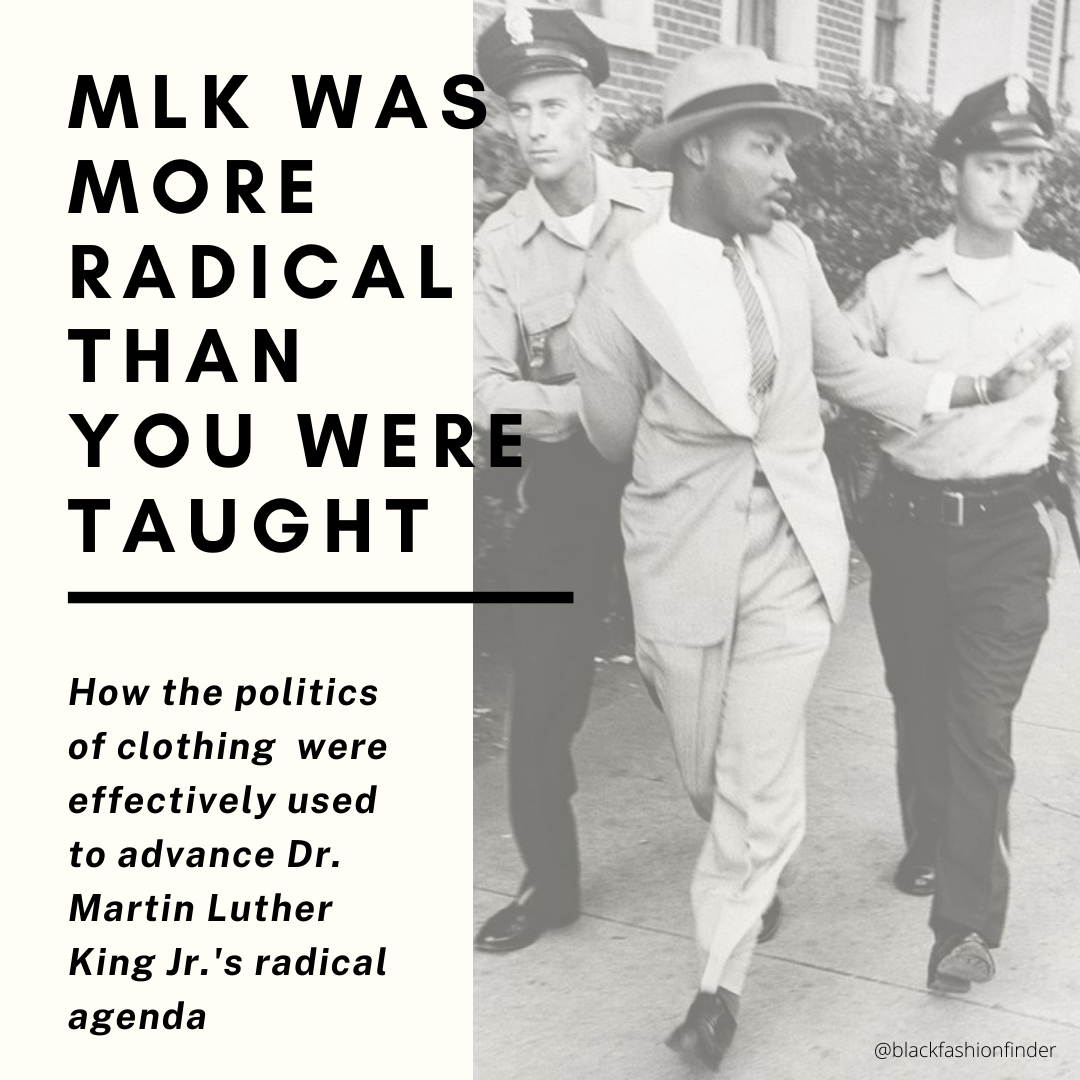 MLK WAS
MORE
RADICAL
THAN
YOU WERE
TAUGHT
How the politics
of clothing  were
effectively used
to advance Dr.
Martin Luther
King Jr.'s radical
agenda
@blackfashionfinder